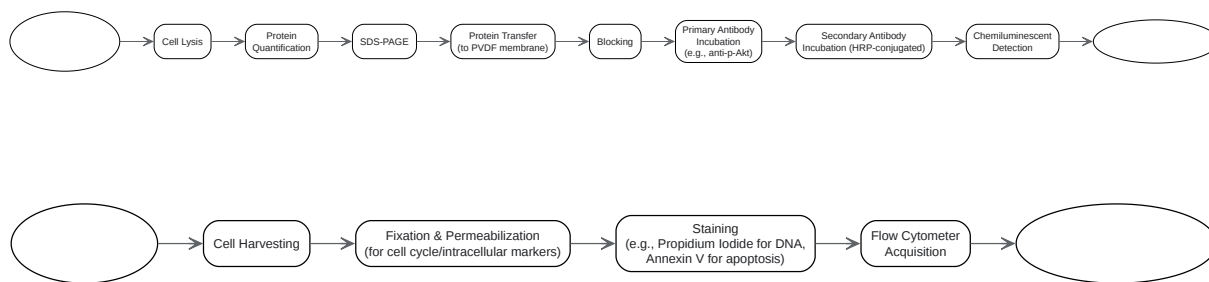 Cell Lysis
Protein
Quantification
SDS-PAGE
Protein Transfer
(to PVDF membrane)
Blocking
Primary Antibody
Incubation
(e.g., anti-p-Akt)
Secondary Antibody
Incubation (HRP-conjugated)
Chemiluminescent
Detection
Cell Harvesting
Fixation & Permeabilization
(for cell cycle/intracellular markers)
Staining
(e.g., Propidium Iodide for DNA,
Annexin V for apoptosis)
Flow Cytometer
Acquisition